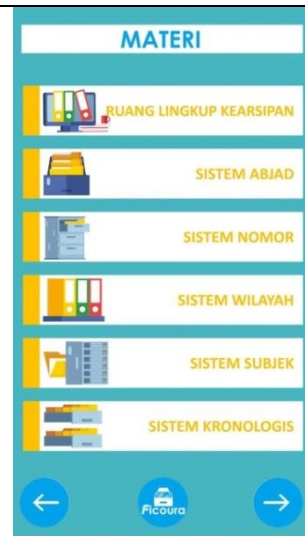 MATERI
RUANG LINGKUP KEARSIPAN
SISTEM ABJAD
SISTEM NOMOR
SISTEM WILAYAH
SISTEM SUBJEK
SISTEM KRONOLOGIS
Ficoura